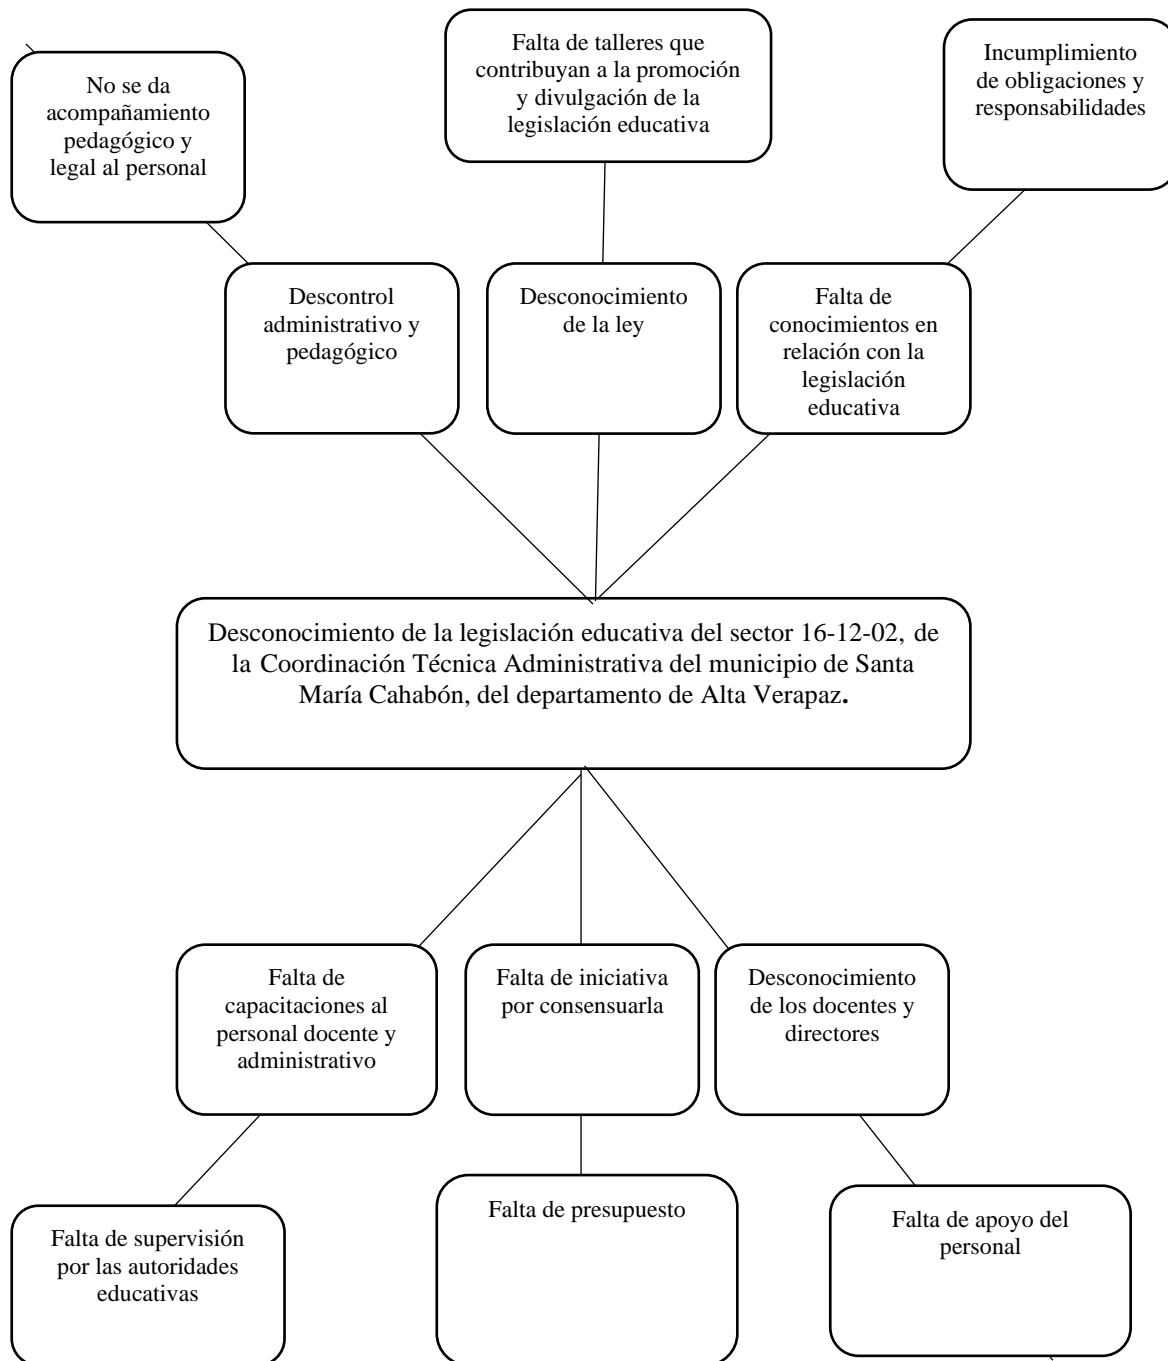 No se da
acompañamiento
pedagógico y
legal al personal
Falta de talleres que
contribuyan a la promoción
y divulgación de la
legislación educativa
Incumplimiento
de obligaciones y
responsabilidades
Descontrol
administrativo y
pedagógico
Desconocimiento
de la ley
Falta de
conocimientos en
relación con la
legislación
educativa
Desconocimiento de la legislación educativa del sector 16-12-02, de
la Coordinación Técnica Administrativa del municipio de Santa
María Cahabón, del departamento de Alta Verapaz.
Falta de
capacitaciones al
personal docente y
administrativo
Falta de iniciativa
por consensuarla
Desconocimiento
de los docentes y
directores
Falta de supervisión
por las autoridades
educativas
Falta de presupuesto
Falta de apoyo del
personal